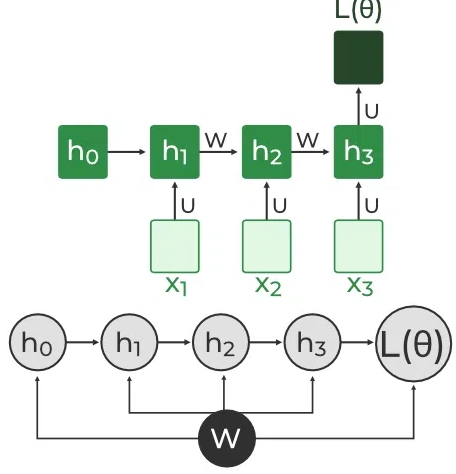 L(θ)
U
h₀ h₁ W h₂ W h₃
U U U
x₁ x₂ x₃
h₀ h₁ h₂ h₃ L(θ)
W